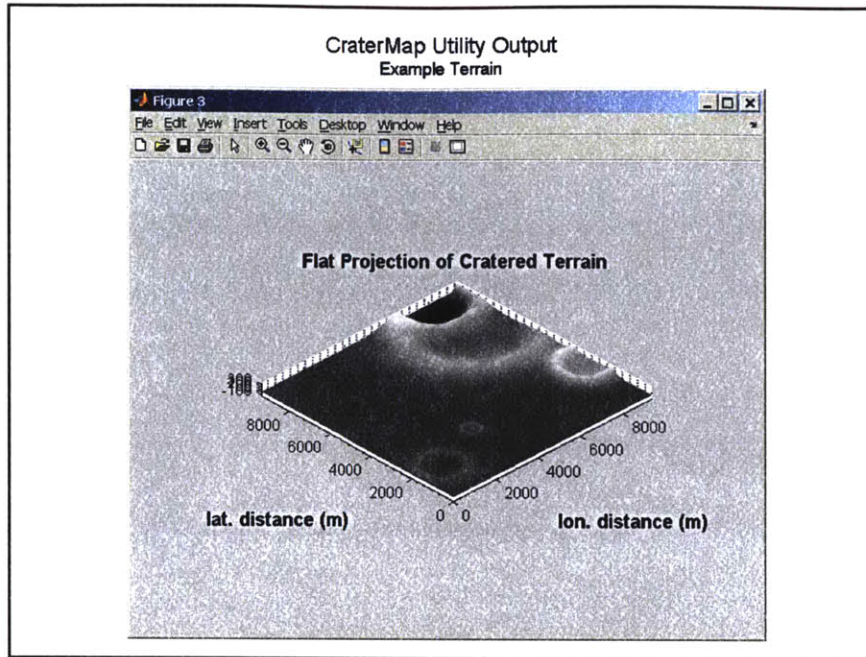 CraterMap Utility Output
Example Terrain
Figure 3
File Edit View Insert Tools Desktop Window Help
Flat Projection of Cratered Terrain
8000
6000
4000
2000
0
0
2000
4000
6000
8000
lat. distance (m)
lon. distance (m)